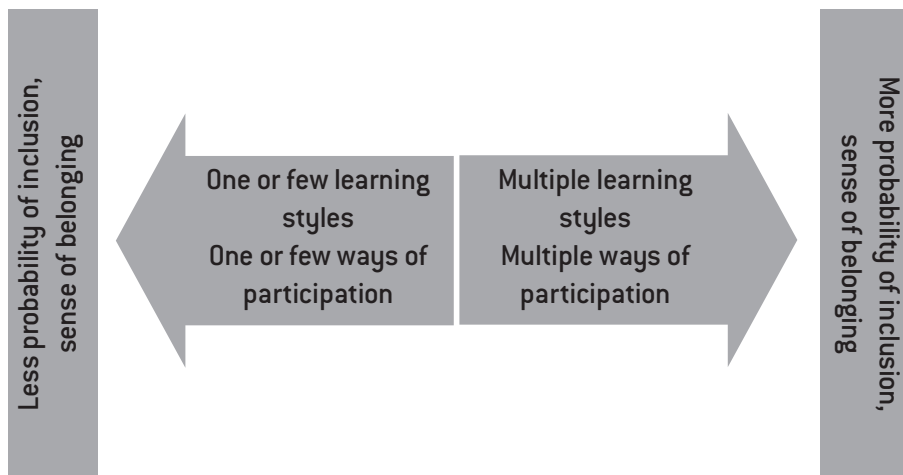 Less probability of inclusion,
sense of belonging
One or few learning
styles
One or few ways of
participation
Multiple learning
styles
Multiple ways of
participation
More probability of inclusion,
sense of belonging